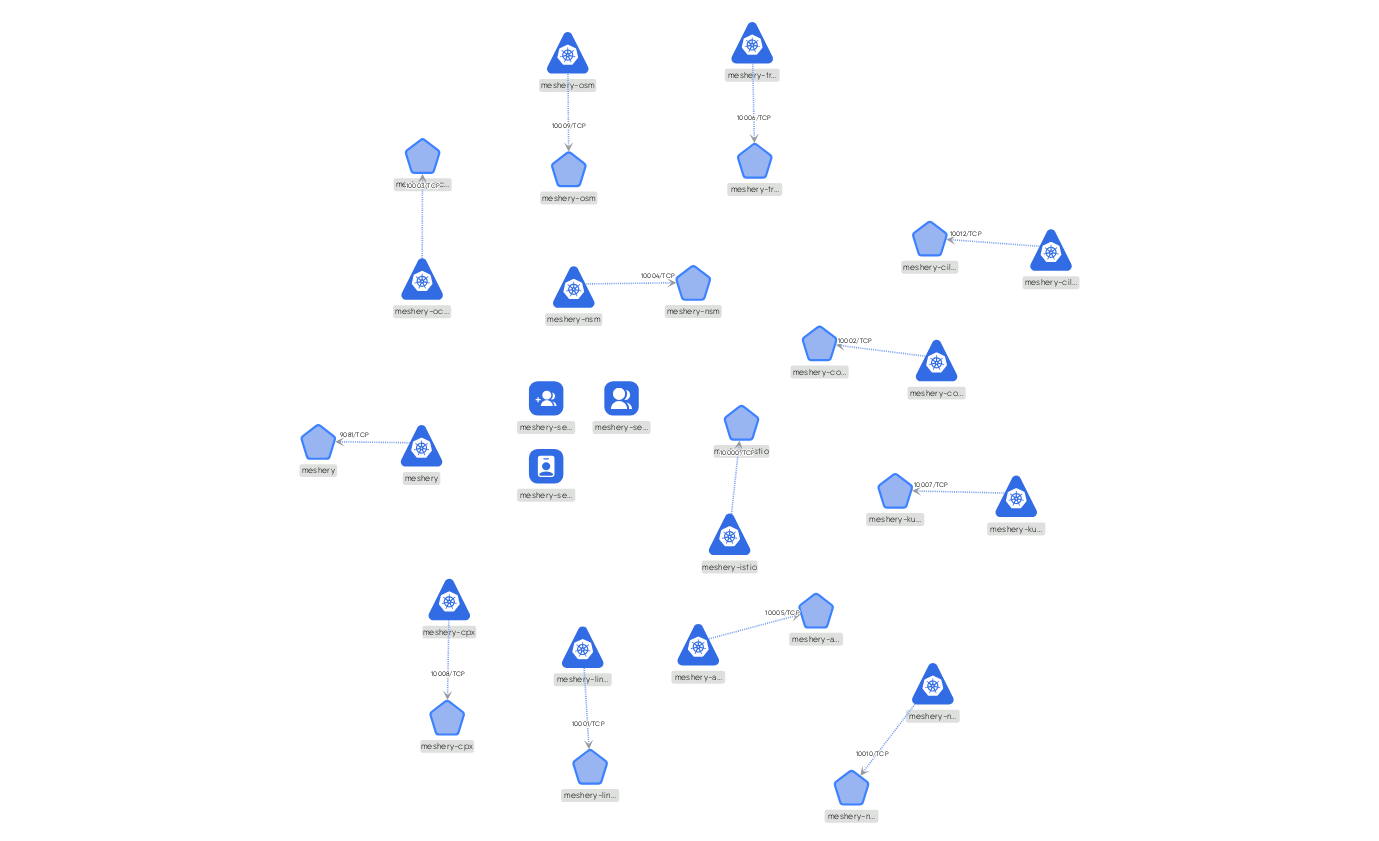 meshery-osm
meshery-tr...
10009/TCP
10006/TCP
meshery-osm
meshery-tr...
10003/TCP
meshery-oc...
10004/TCP
meshery-nsm
meshery-nsm
10012/TCP
meshery-cil...
meshery-cil...
10002/TCP
meshery-co...
meshery-co...
meshery-se...
meshery-se...
meshery-se...
9081/TCP
meshery
meshery
10000/TCP
meshery-istio
10007/TCP
meshery-ku...
meshery-ku...
meshery-cpx
10008/TCP
meshery-cpx
meshery-lin...
10001/TCP
meshery-lin...
10005/TCP
meshery-a...
meshery-a...
meshery-n...
10010/TCP
meshery-n...